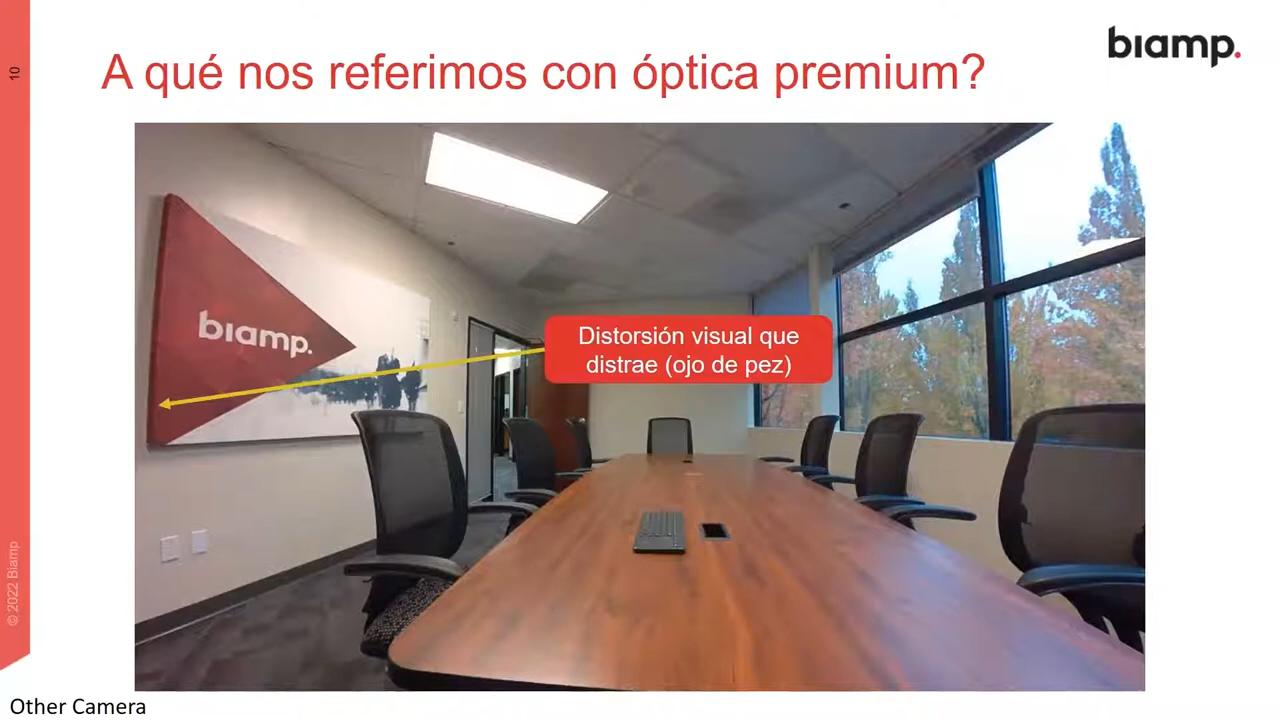 10
A qué nos referimos con óptica premium?
biamp.
biamp.
Distorsión visual que
distrae (ojo de pez)
© 2022 Biamp
Other Camera